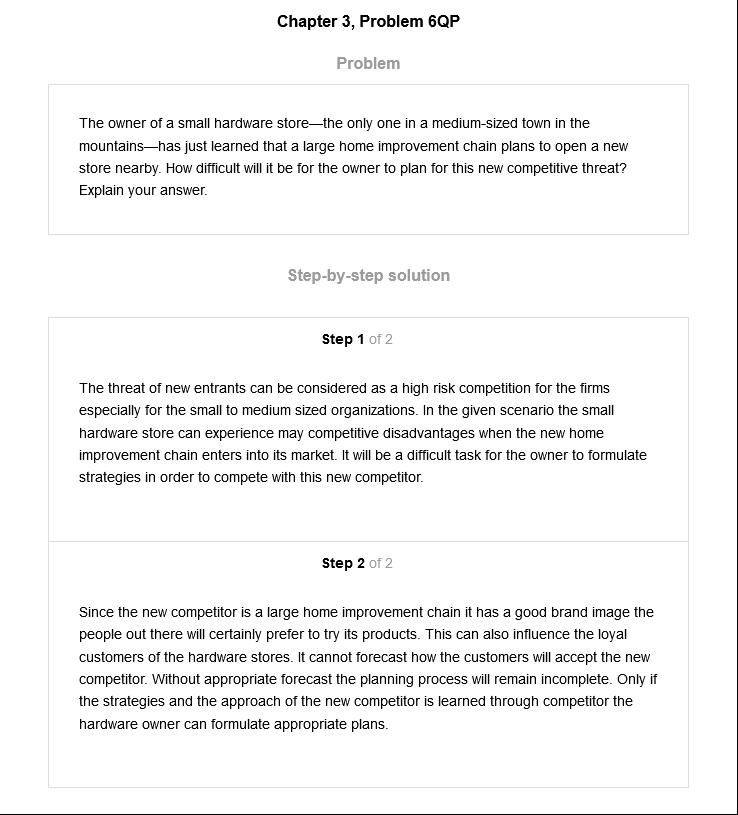 Chapter 3, Problem 6QP
Problem
The owner of a small hardware store—the only one in a medium-sized town in the
mountains—has just learned that a large home improvement chain plans to open a new
store nearby. How difficult will it be for the owner to plan for this new competitive threat?
Explain your answer.
Step-by-step solution
Step 1 of 2
The threat of new entrants can be considered as a high risk competition for the firms
especially for the small to medium sized organizations. In the given scenario the small
hardware store can experience may competitive disadvantages when the new home
improvement chain enters into its market. It will be a difficult task for the owner to formulate
strategies in order to compete with this new competitor.
Step 2 of 2
Since the new competitor is a large home improvement chain it has a good brand image the
people out there will certainly prefer to try its products. This can also influence the loyal
customers of the hardware stores. It cannot forecast how the customers will accept the new
competitor. Without appropriate forecast the planning process will remain incomplete. Only if
the strategies and the approach of the new competitor is learned through competitor the
hardware owner can formulate appropriate plans.